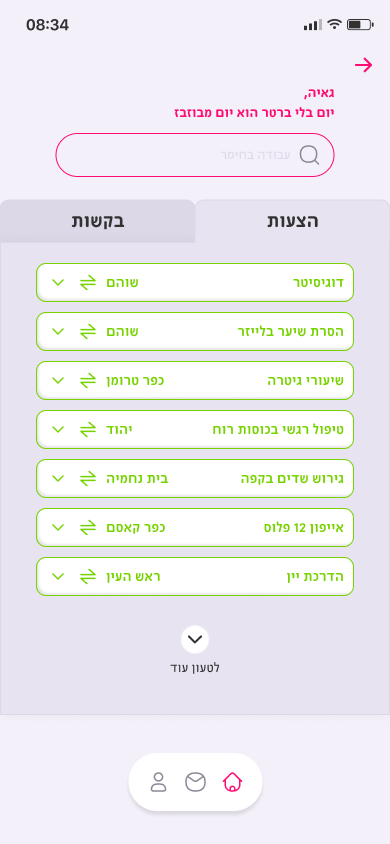 08:34
גאיה,
יום בלי ברטר הוא יום מבוזבז
עבודה בחיסר
הצעות
בקשות
דוגיסיטר שוהם
הסרת שיער בלייזר שוהם
שיעורי גיטרה כפר טרומן
טיפול רגשי בכוסות רוח יהוד
גירוש שדים בקפה בית נחמיה
אייפון 12 פלוס כפר קאסם
הדרכת יין ראש העין
לטעון עוד